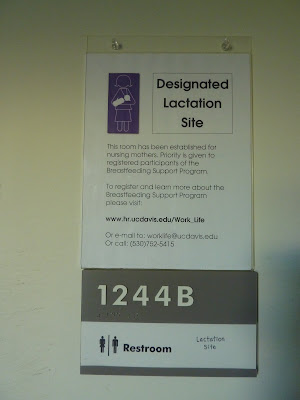 Designated
Lactation
Site
This room has been established for
nursing mothers. Priority is given to
registered participants of the
Breastfeeding Support Program.
To register and learn more about the
Breastfeeding Support Program
please visit:
www.hr.ucdavis.edu/Work_Life
Or e-mail to: worklife@ucdavis.edu
Or call: (530)752-5415
1244B
Restroom
Lactation
Site